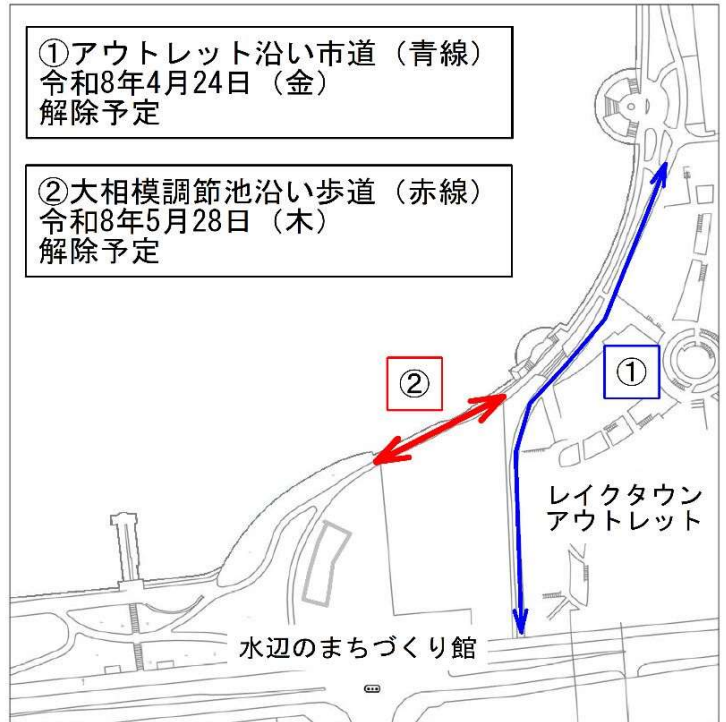 ①アウトレット沿い市道（青線）
令和8年4月24日（金）
解除予定
②大相模調節池沿い歩道（赤線）
令和8年5月28日（木）
解除予定
②
①
レイクタウン
アウトレット
水辺のまちづくり館